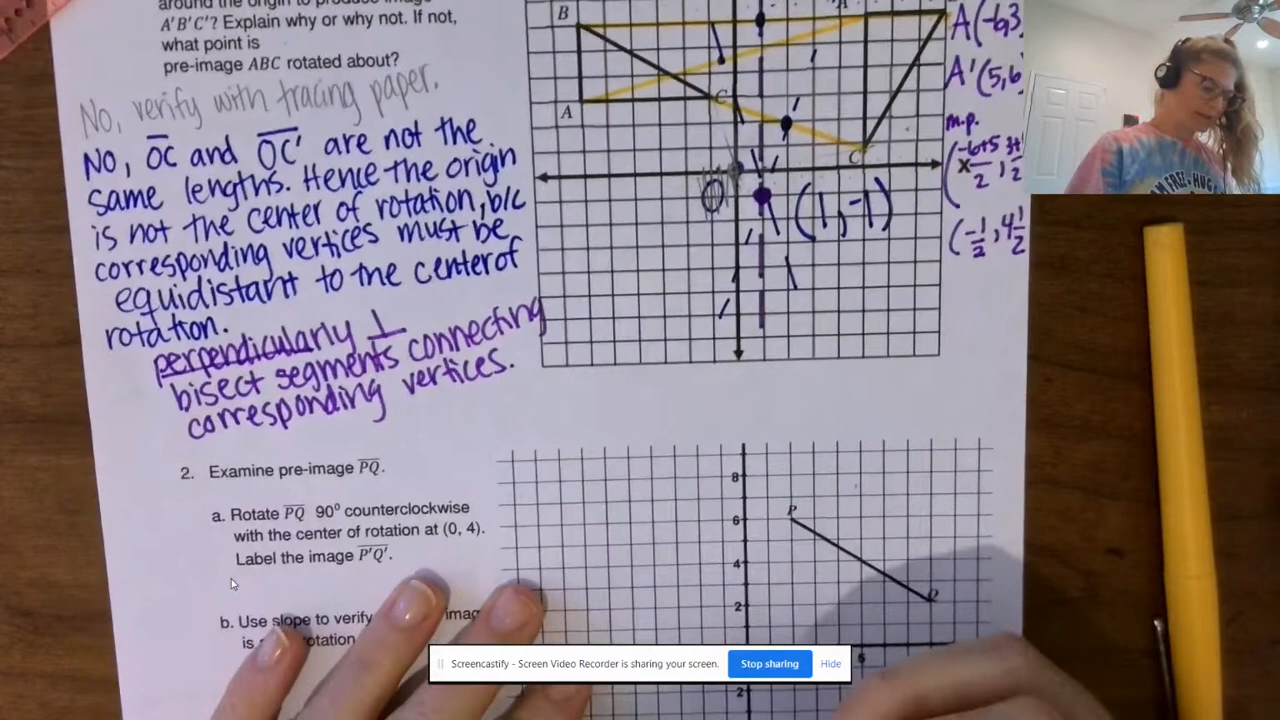 around the origin to produce image
A'B'C'? Explain why or why not. If not,
what point is
pre-image ABC rotated about?
No, verify with tracing paper.
No, OC and OC' are not the
same lengths. Hence the origin
is not the center of rotation, b/c
corresponding vertices must be
equidistant to the center of
rotation.
perpendicularly ⊥
bisect segments connecting
corresponding vertices.
B
A
C
C'
O
(1,-1)
A(-6,3
A'(5,6
m.p.
(-6+5/2, 3+/2
(-1/2, 4 1/2
2. Examine pre-image PQ.
a. Rotate PQ 90° counterclockwise
with the center of rotation at (0, 4).
Label the image P'Q'.
b. Use slope to verify
is
rotation
8
6
4
2
P
Q
5
2
Screencastify - Screen Video Recorder is sharing your screen.
Stop sharing
Hide